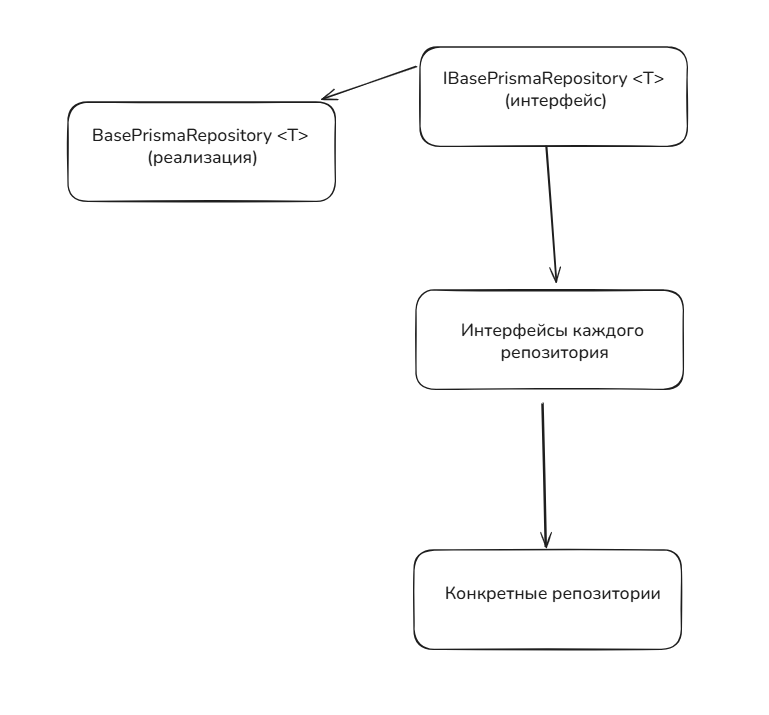 IBasePrismaRepository <T>
(интерфейс)
BasePrismaRepository <T>
(реализация)
Интерфейсы каждого
репозитория
Конкретные репозитории